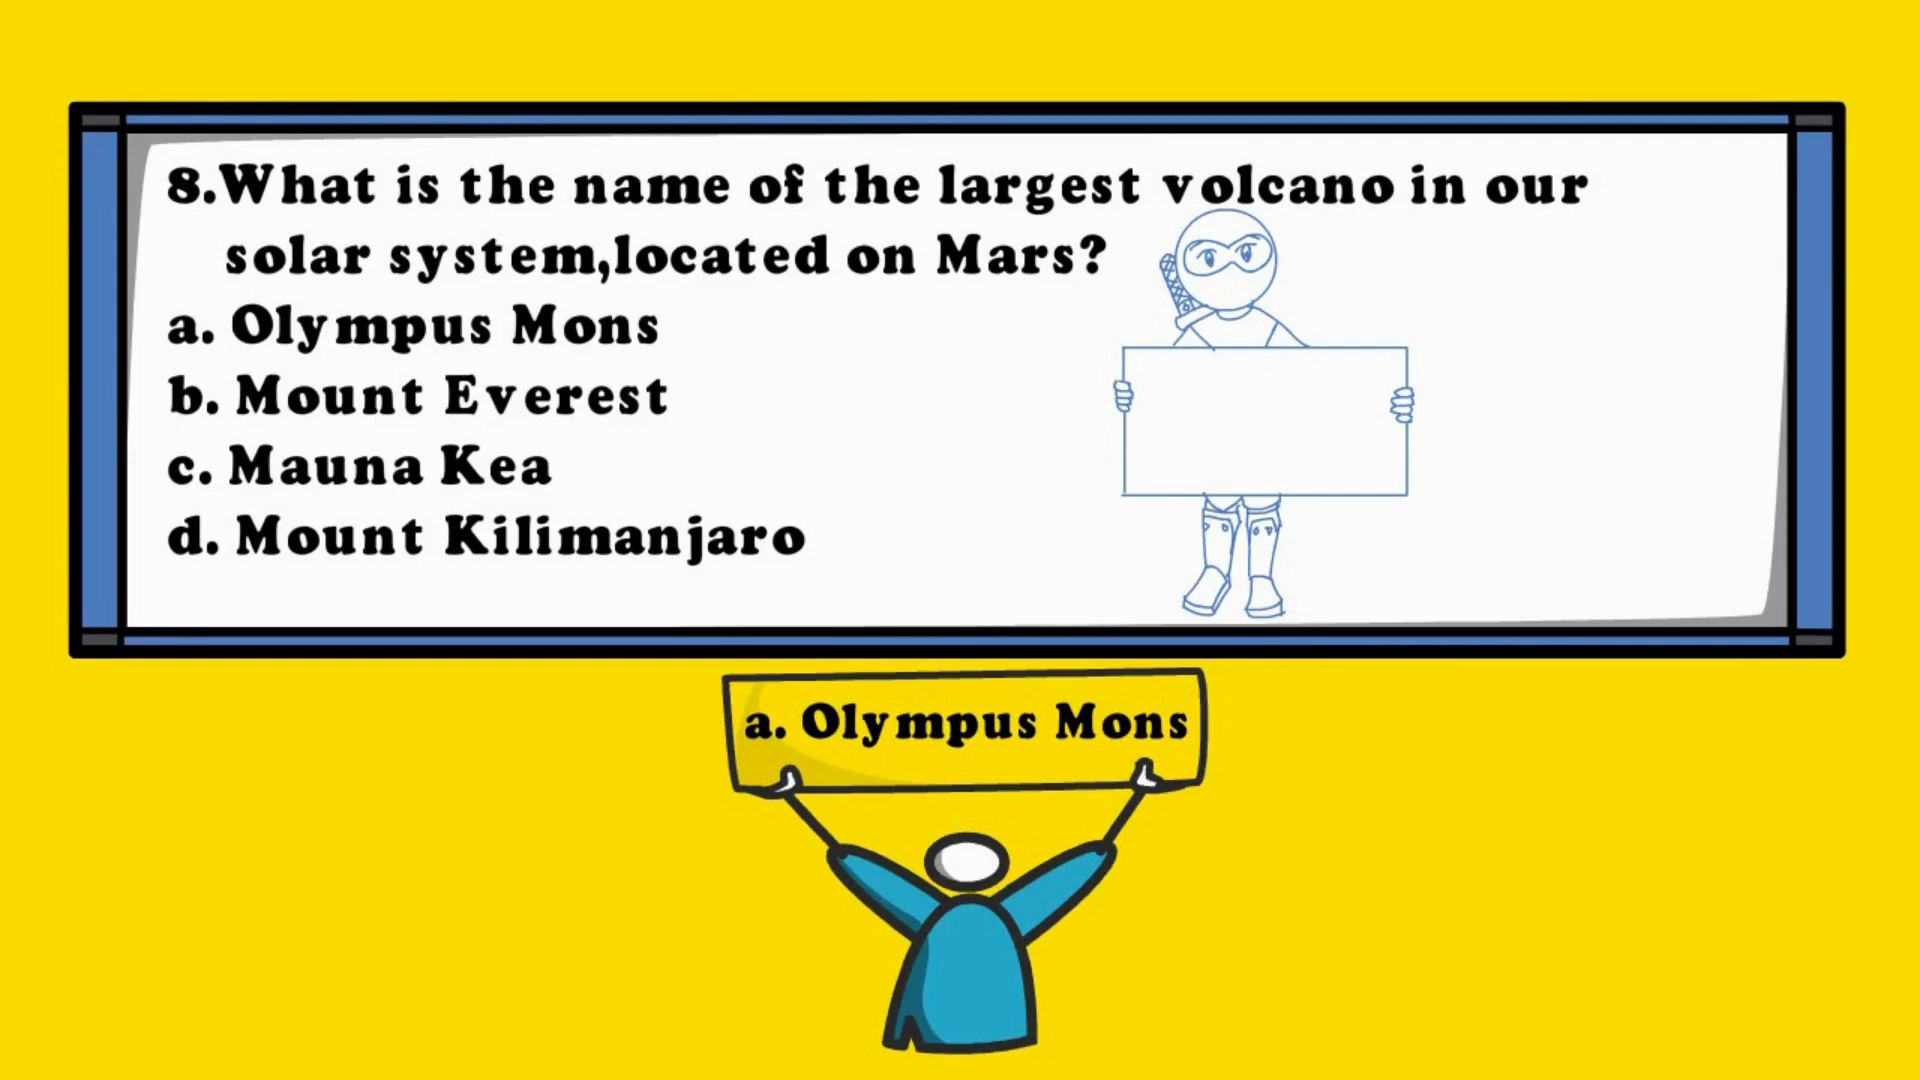 8.What is the name of the largest volcano in our
solar system,located on Mars?
a. Olympus Mons
b. Mount Everest
c. Mauna Kea
d. Mount Kilimanjaro
a. Olympus Mons